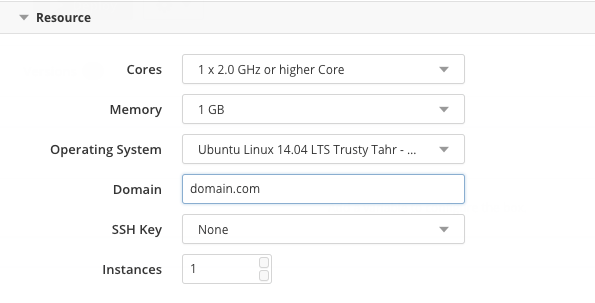 Resource
Cores 1 x 2.0 GHz or higher Core
Memory 1 GB
Operating System Ubuntu Linux 14.04 LTS Trusty Tahr - ...
Domain domain.com
SSH Key None
Instances 1